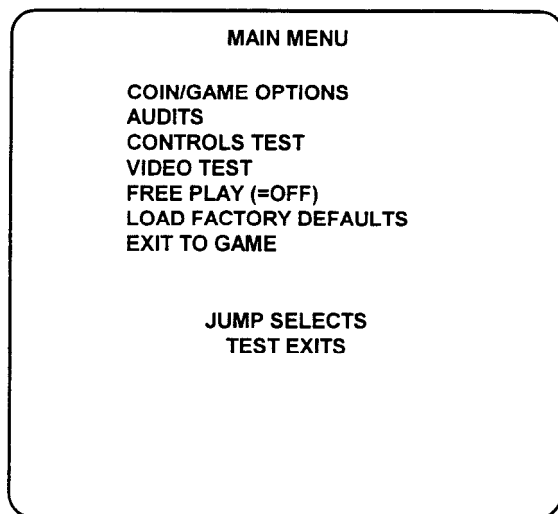 MAIN MENU
COIN/GAME OPTIONS
AUDITS
CONTROLS TEST
VIDEO TEST
FREE PLAY (=OFF)
LOAD FACTORY DEFAULTS
EXIT TO GAME
JUMP SELECTS
TEST EXITS